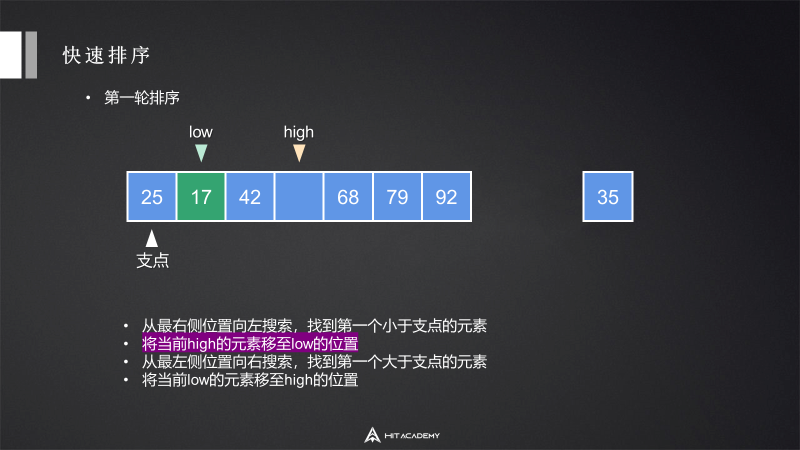 快速排序
• 第一轮排序
low high
25 17 42 68 79 92 35
支点
• 从最右侧位置向左搜索，找到第一个小于支点的元素
• 将当前high的元素移至low的位置
• 从最左侧位置向右搜索，找到第一个大于支点的元素
• 将当前low的元素移至high的位置
HIT ACADEMY